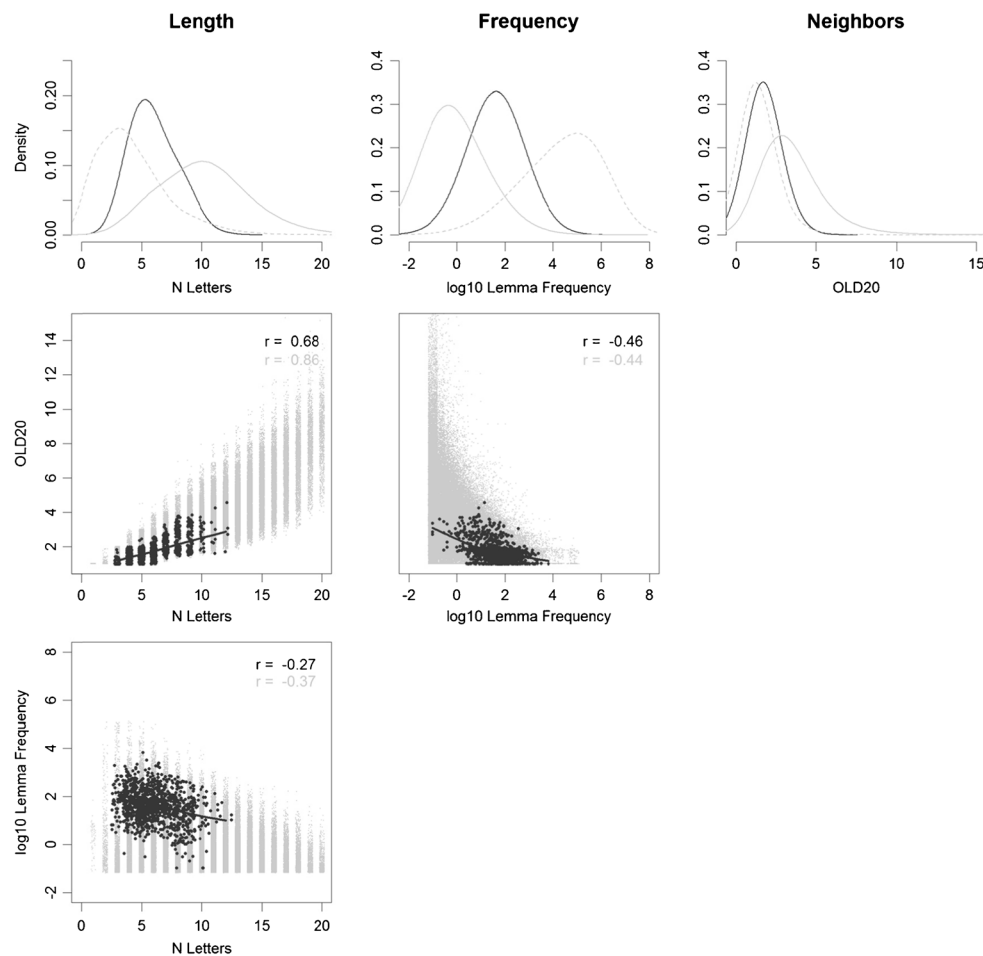 Length Frequency Neighbors
Density
0.00 0.10 0.20
0 5 10 15 20
N Letters
0.0 0.1 0.2 0.3 0.4
-2 0 2 4 6 8
log10 Lemma Frequency
0.0 0.1 0.2 0.3 0.4
0 5 10 15
OLD20
OLD20
2 4 6 8 10 12 14
r = 0.68
r = 0.86
0 5 10 15 20
N Letters
r = -0.46
r = -0.44
-2 0 2 4 6 8
log10 Lemma Frequency
log10 Lemma Frequency
-2 0 2 4 6 8
r = -0.27
r = -0.37
0 5 10 15 20
N Letters